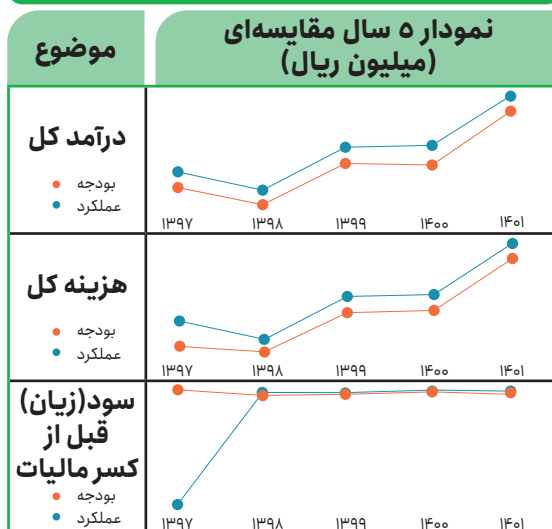 موضوع
نمودار ۵ سال مقایسه‌ای
(میلیون ریال)
درآمد کل
بودجه
عملکرد
۱۳۹۷ ۱۳۹۸ ۱۳۹۹ ۱۴۰۰ ۱۴۰۱
هزینه کل
بودجه
عملکرد
۱۳۹۷ ۱۳۹۸ ۱۳۹۹ ۱۴۰۰ ۱۴۰۱
سود(زیان)
قبل از
کسر مالیات
بودجه
عملکرد
۱۳۹۷ ۱۳۹۸ ۱۳۹۹ ۱۴۰۰ ۱۴۰۱